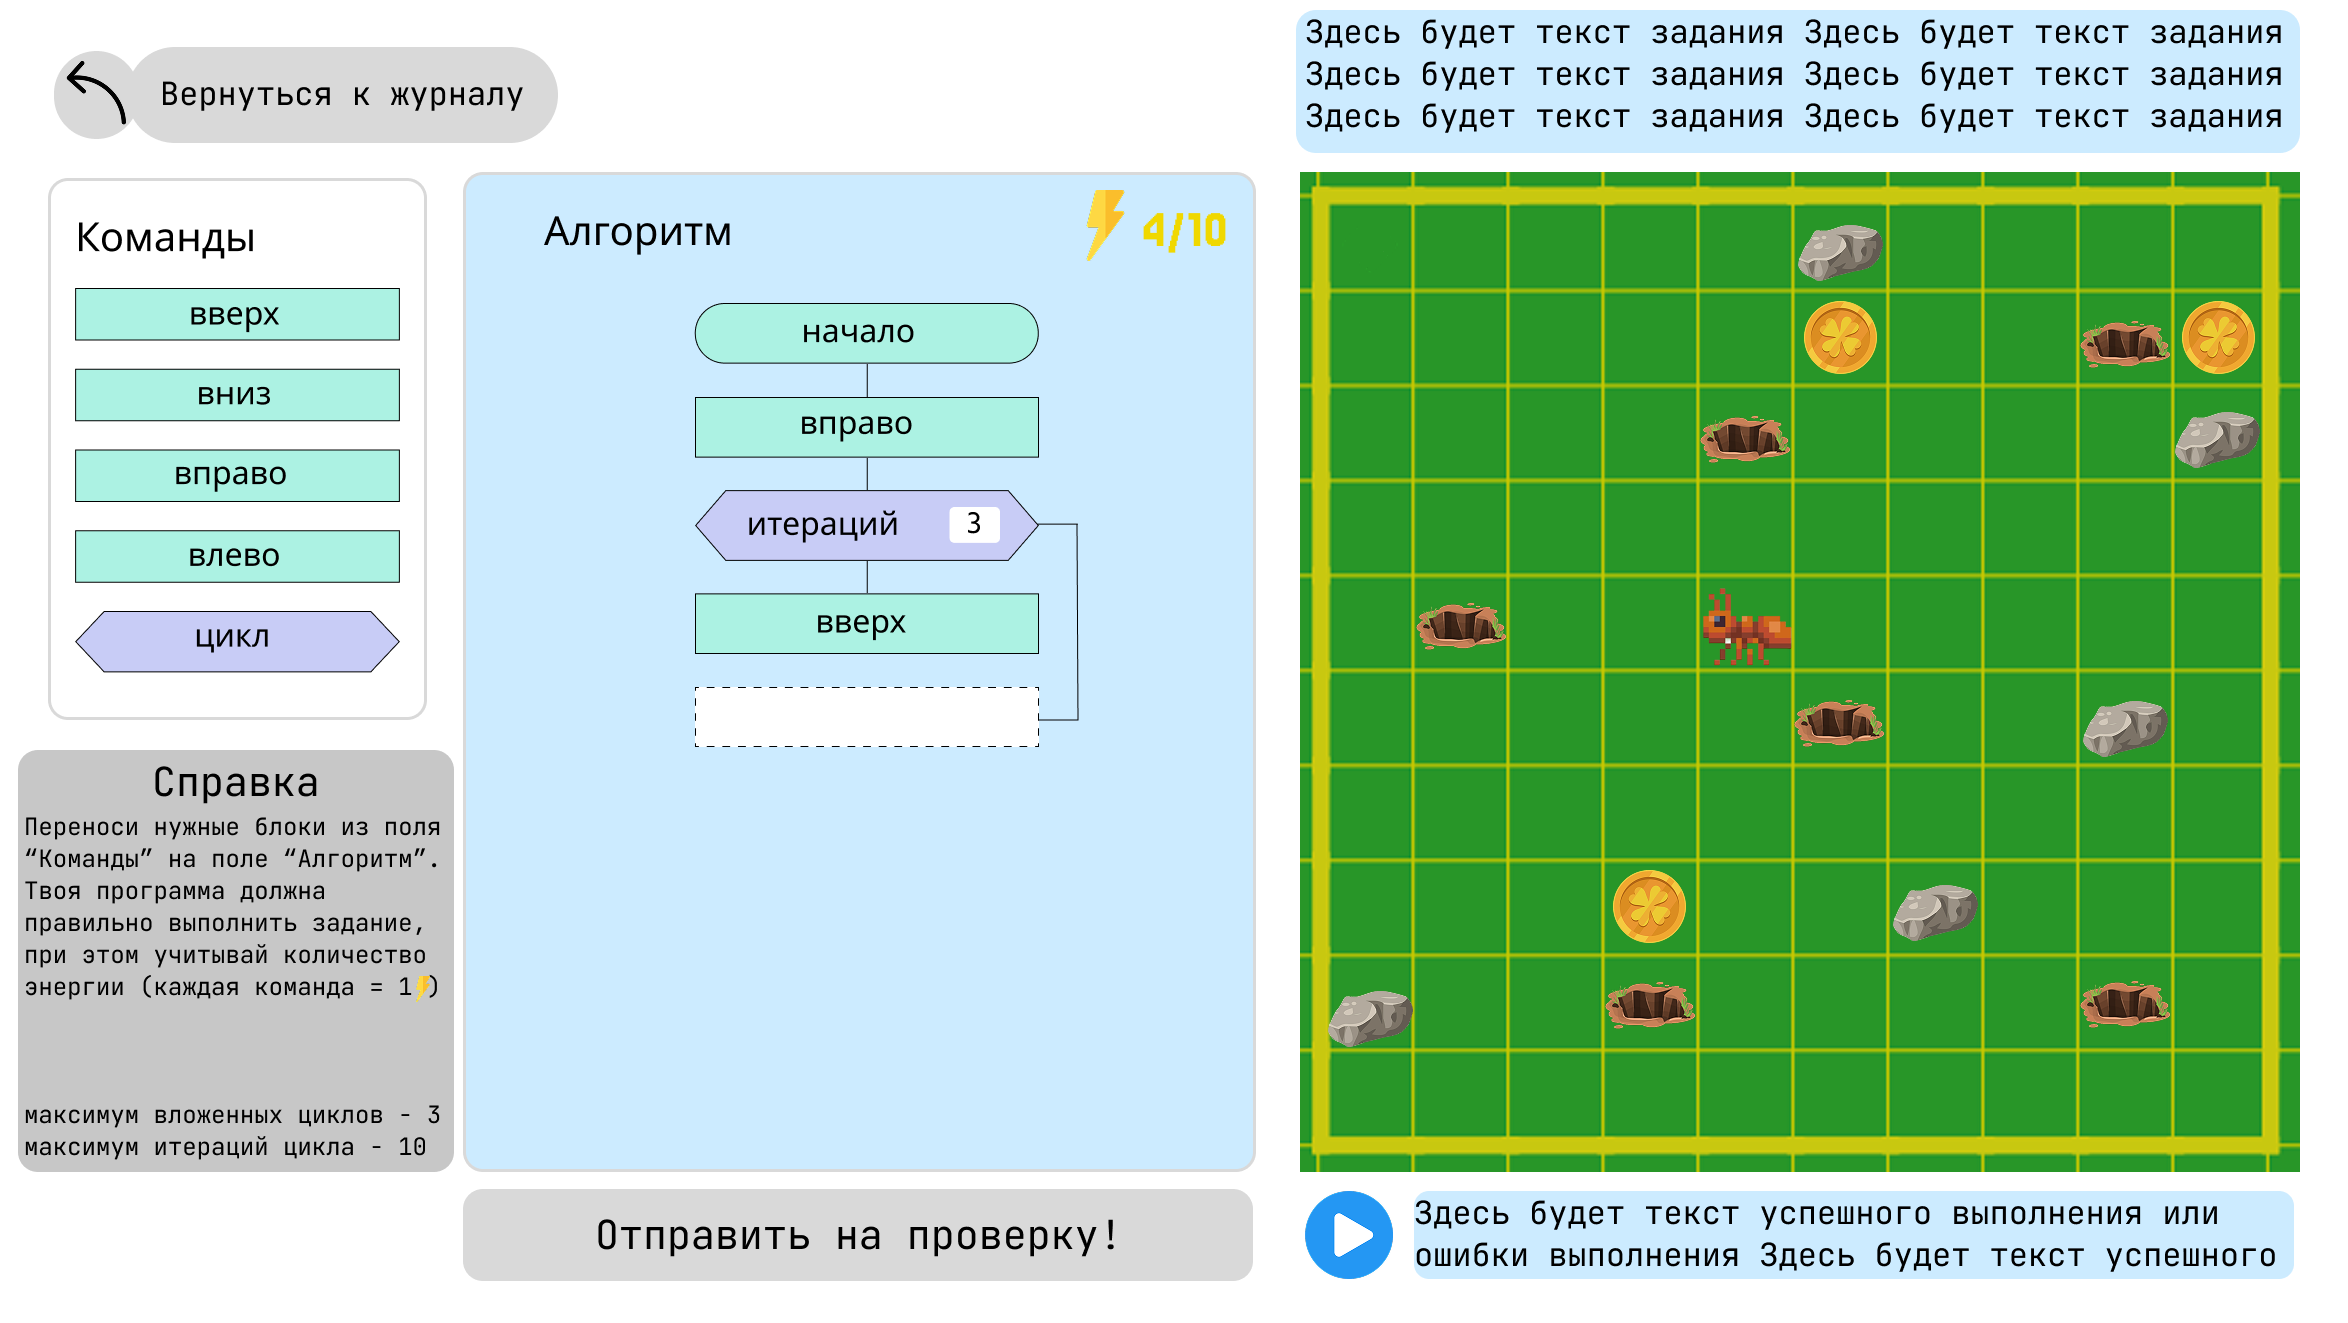 Вернуться к журналу
Здесь будет текст задания Здесь будет текст задания
Здесь будет текст задания Здесь будет текст задания
Здесь будет текст задания Здесь будет текст задания
Команды
вверх
вниз
вправо
влево
цикл
Справка
Переноси нужные блоки из поля
“Команды” на поле “Алгоритм”.
Твоя программа должна
правильно выполнить задание,
при этом учитывай количество
энергии (каждая команда = 1⚡)
максимум вложенных циклов - 3
максимум итераций цикла - 10
Алгоритм
4/10
начало
вправо
итераций 3
вверх
Отправить на проверку!
Здесь будет текст успешного выполнения или
ошибки выполнения Здесь будет текст успешного